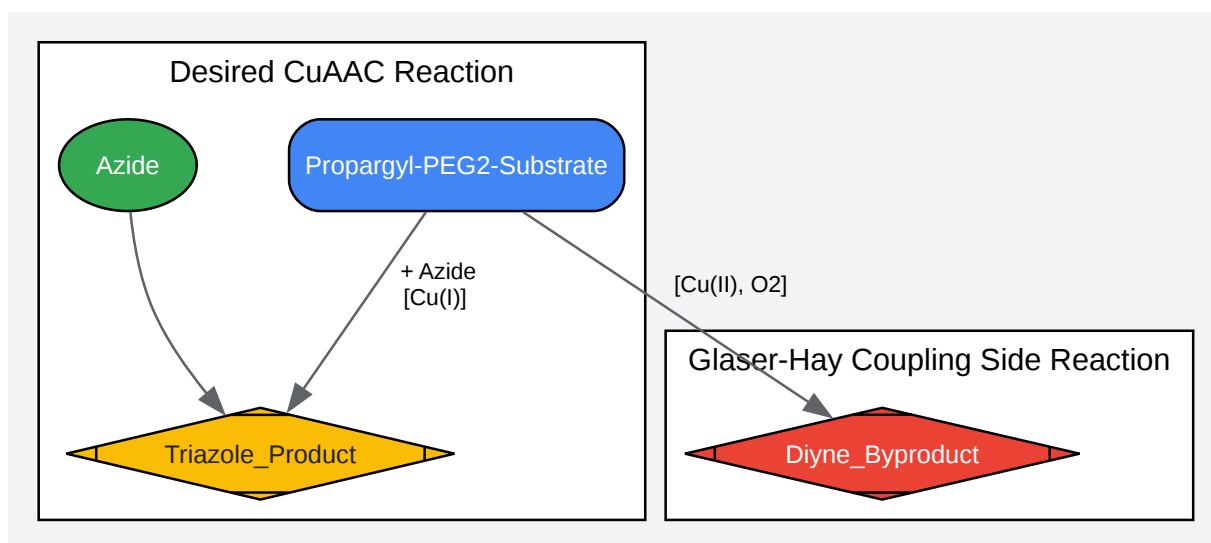 Desired CuAAC Reaction
Azide
Propargyl-PEG2-Substrate
+ Azide
[Cu(I)]
[Cu(II), O2]
Glaser-Hay Coupling Side Reaction
Triazole_Product
Diyne_Byproduct